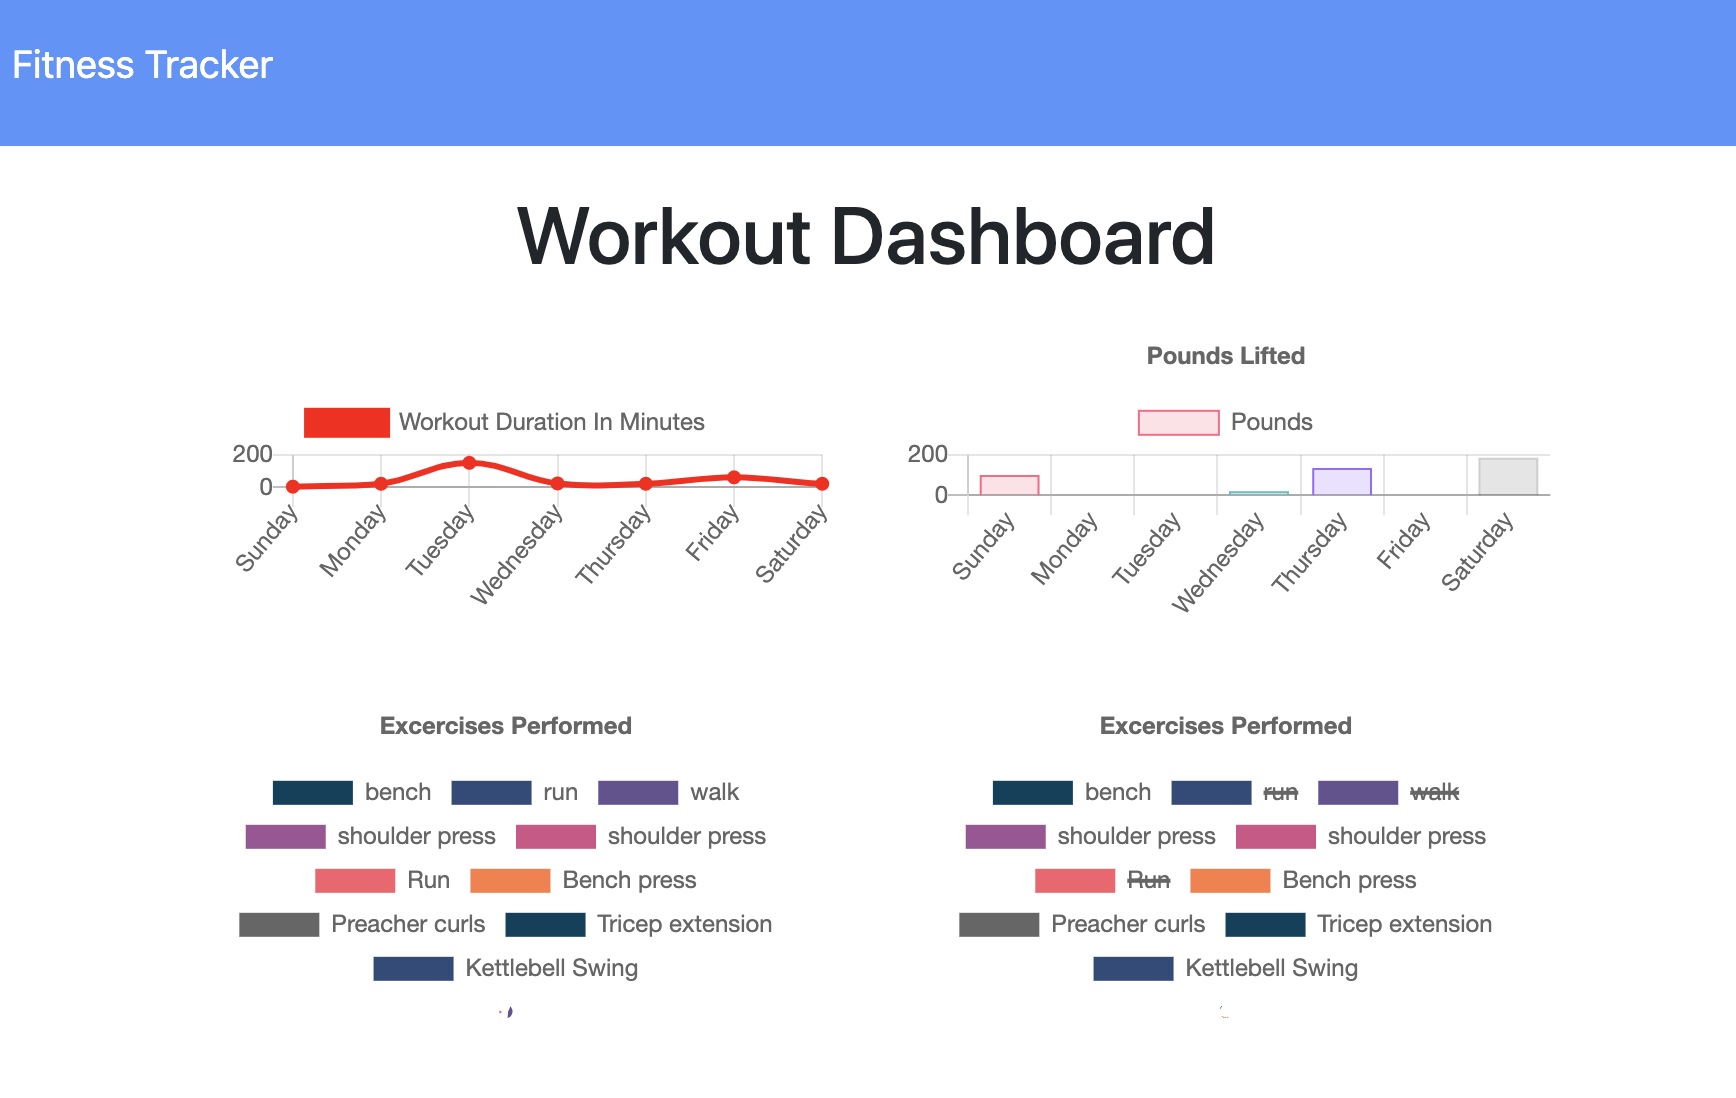 Fitness Tracker
Workout Dashboard
Workout Duration In Minutes
200
0
Sunday Monday Tuesday Wednesday Thursday Friday Saturday
Pounds Lifted
Pounds
200
0
Sunday Monday Tuesday Wednesday Thursday Friday Saturday
Excercises Performed
bench run walk
shoulder press shoulder press
Run Bench press
Preacher curls Tricep extension
Kettlebell Swing
Excercises Performed
bench run walk
shoulder press shoulder press
Run Bench press
Preacher curls Tricep extension
Kettlebell Swing